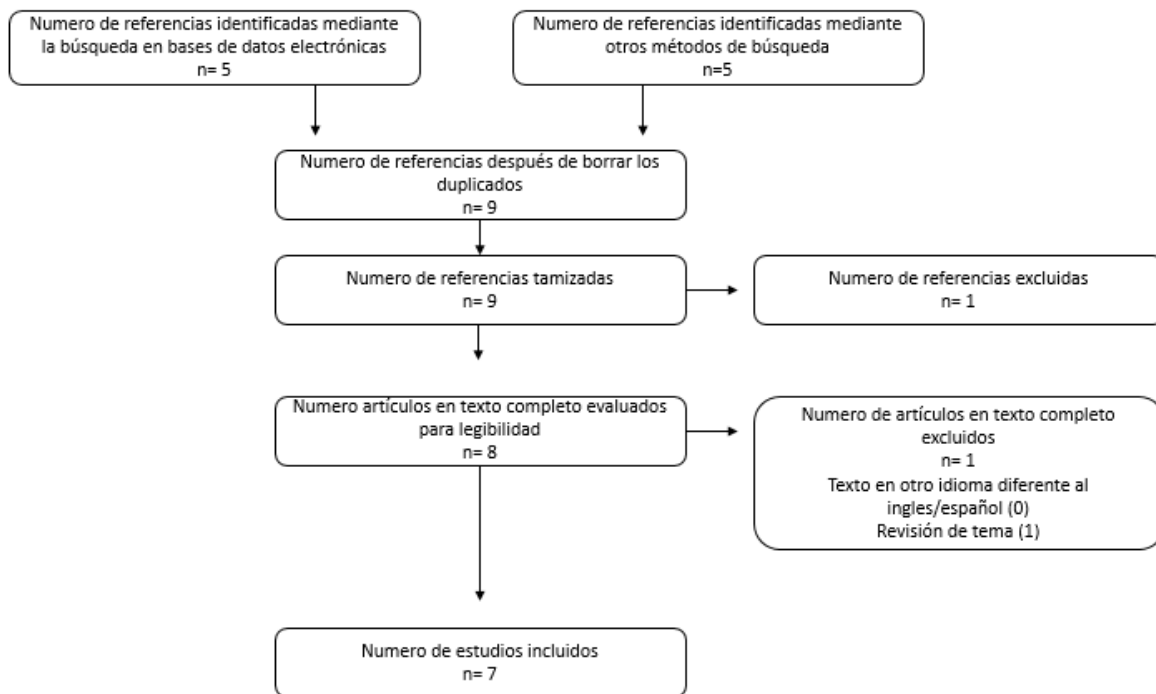 Numero de referencias identificadas mediante
la búsqueda en bases de datos electrónicas
n= 5
Numero de referencias identificadas mediante
otros métodos de búsqueda
n=5
Numero de referencias después de borrar los
duplicados
n= 9
Numero de referencias tamizadas
n= 9
Numero de referencias excluidas
n= 1
Numero artículos en texto completo evaluados
para legibilidad
n= 8
Numero de artículos en texto completo
excluidos
n= 1
Texto en otro idioma diferente al
ingles/español (0)
Revisión de tema (1)
Numero de estudios incluidos
n= 7